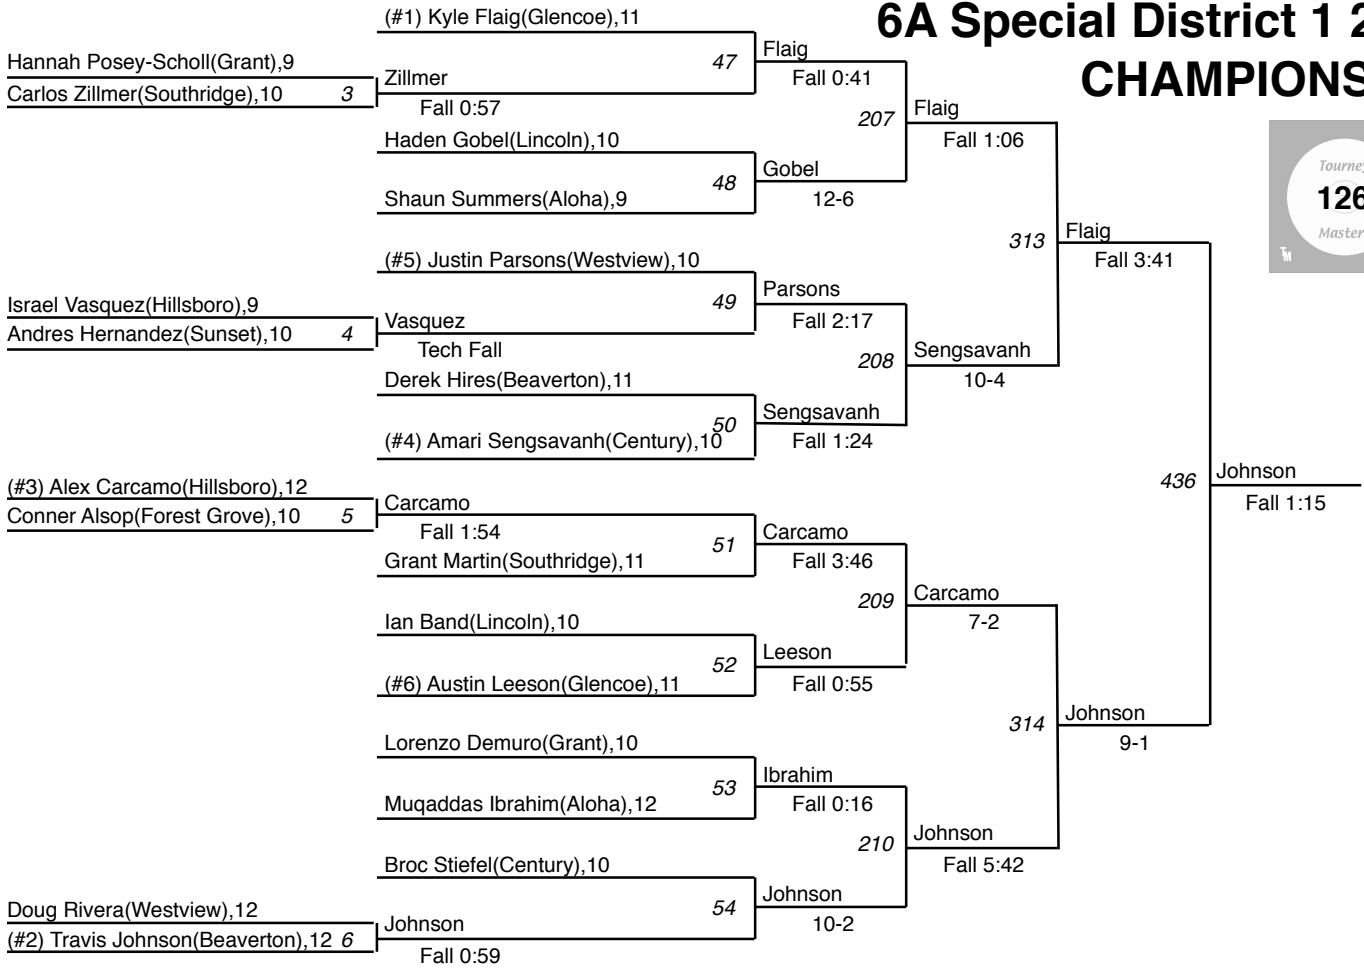 6A Special District 1 2
CHAMPIONS
Tourney
126
Master
TM
(#1) Kyle Flaig(Glencoe),11
Hannah Posey-Scholl(Grant),9
Carlos Zillmer(Southridge),10 3
Zillmer
Fall 0:57
47
Flaig
Fall 0:41
Haden Gobel(Lincoln),10
Shaun Summers(Aloha),9
48
Gobel
12-6
207
Flaig
Fall 1:06
(#5) Justin Parsons(Westview),10
Israel Vasquez(Hillsboro),9
Andres Hernandez(Sunset),10 4
Vasquez
Tech Fall
49
Parsons
Fall 2:17
Derek Hires(Beaverton),11
(#4) Amari Sengsavanh(Century),10
50
Sengsavanh
Fall 1:24
208
Sengsavanh
10-4
313
Flaig
Fall 3:41
(#3) Alex Carcamo(Hillsboro),12
Conner Alsop(Forest Grove),10 5
Carcamo
Fall 1:54
Grant Martin(Southridge),11
51
Carcamo
Fall 3:46
Ian Band(Lincoln),10
(#6) Austin Leeson(Glencoe),11
52
Leeson
Fall 0:55
209
Carcamo
7-2
Lorenzo Demuro(Grant),10
Muqaddas Ibrahim(Aloha),12
53
Ibrahim
Fall 0:16
Broc Stiefel(Century),10
Doug Rivera(Westview),12
(#2) Travis Johnson(Beaverton),12 6
Johnson
Fall 0:59
54
Johnson
10-2
210
Johnson
Fall 5:42
314
Johnson
9-1
436
Johnson
Fall 1:15